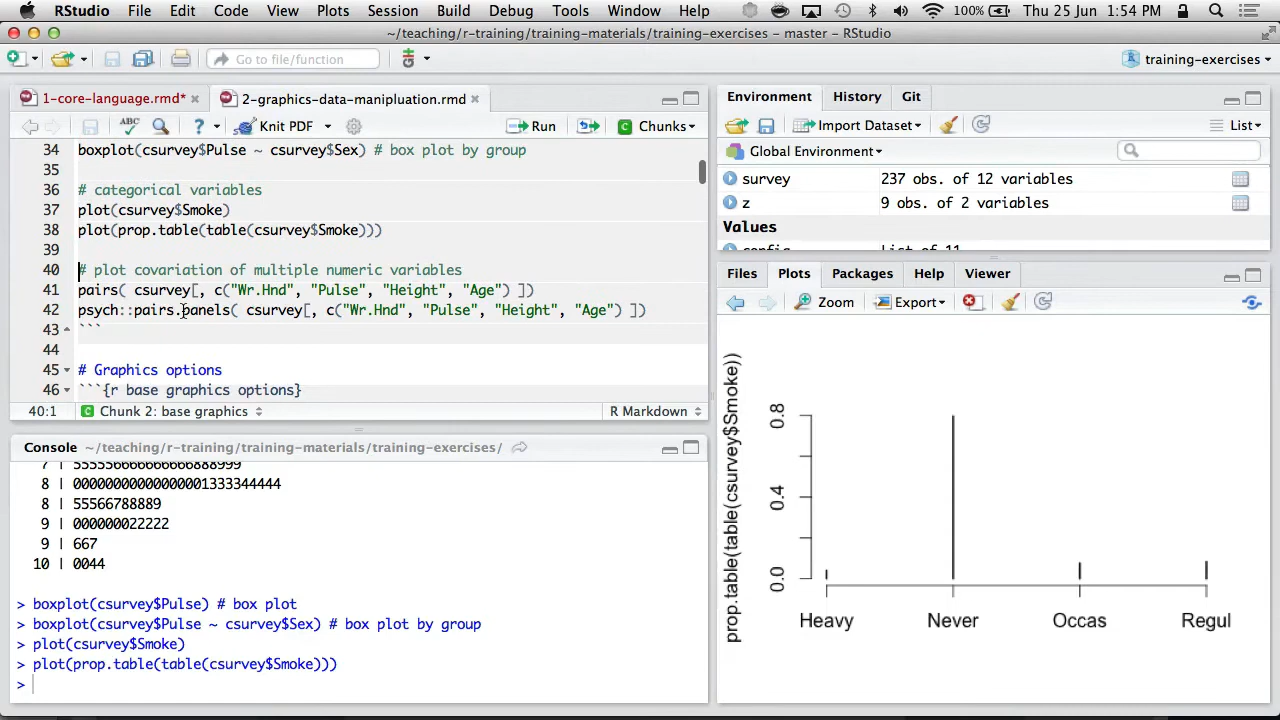 RStudio File Edit Code View Plots Session Build Debug Tools Window Help 100% Thu 25 Jun 1:54 PM
~/teaching/r-training/training-materials/training-exercises - master - RStudio
Go to file/function training-exercises
1-core-language.rmd* 2-graphics-data-manipluation.rmd
ABC ? Knit PDF Run Chunks
34 boxplot(csurvey$Pulse ~ csurvey$Sex) # box plot by group
35
36 # categorical variables
37 plot(csurvey$Smoke)
38 plot(prop.table(table(csurvey$Smoke)))
39
40 # plot covariation of multiple numeric variables
41 pairs( csurvey[, c("Wr.Hnd", "Pulse", "Height", "Age") ])
42 psych::pairs.panels( csurvey[, c("Wr.Hnd", "Pulse", "Height", "Age") ])
43 ```
44
45 # Graphics options
46 ```{r base graphics options}
40:1 Chunk 2: base graphics R Markdown
Console ~/teaching/r-training/training-materials/training-exercises/
8 | 00000000000000001333344444
8 | 55566788889
9 | 000000022222
9 | 667
10 | 0044
> boxplot(csurvey$Pulse) # box plot
> boxplot(csurvey$Pulse ~ csurvey$Sex) # box plot by group
> plot(csurvey$Smoke)
> plot(prop.table(table(csurvey$Smoke)))
>
Environment History Git
Import Dataset List
Global Environment
survey 237 obs. of 12 variables
z 9 obs. of 2 variables
Values
config List of 11
Files Plots Packages Help Viewer
Zoom Export
prop.table(table(csurvey$Smoke))
0.8
0.4
0.0
Heavy Never Occas Regul